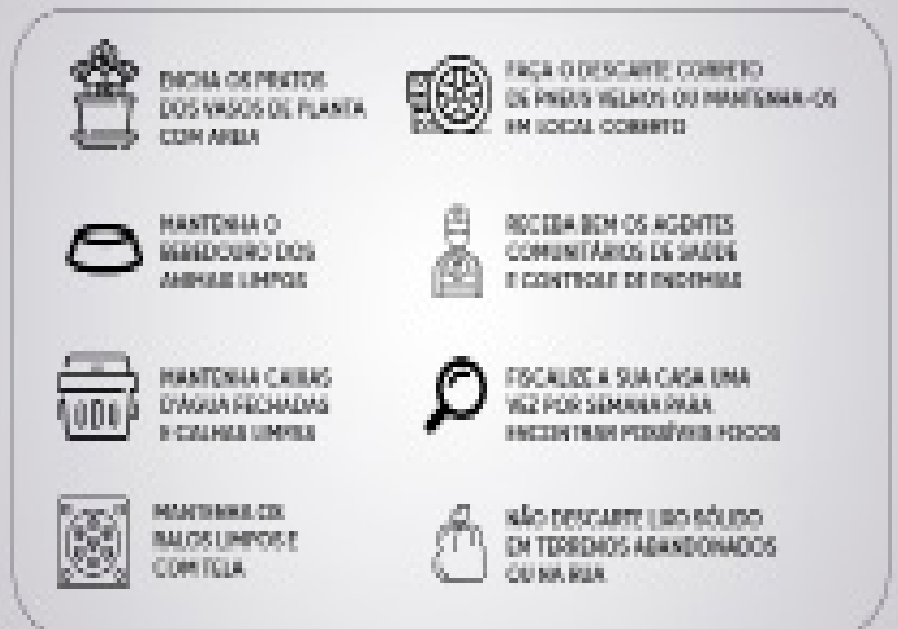 ENCHA OS PRATOS
DOS VASOS DE PLANTA
COM AREIA
FAÇA O DESCARTE CORRETO
DE PNEUS VELHOS OU MANTENHA-OS
EM LOCAL COBERTO
MANTENHA O
BEBEDOURO DOS
ANIMAIS LIMPOS
RECEBA BEM OS AGENTES
COMUNITÁRIOS DE SAÚDE
E CONTROLE DE ENDEMIAS
MANTENHA CAIXAS
D'ÁGUA FECHADAS
E CALHAS LIMPAS
FISCALIZE A SUA CASA UMA
VEZ POR SEMANA PARA
ENCONTRAR POSSÍVEIS FOCOS
MANTENHA OS
RALOS LIMPOS E
COM TELA
NÃO DESCARTE LIXO SÓLIDO
EM TERRENOS ABANDONADOS
OU NA RUA